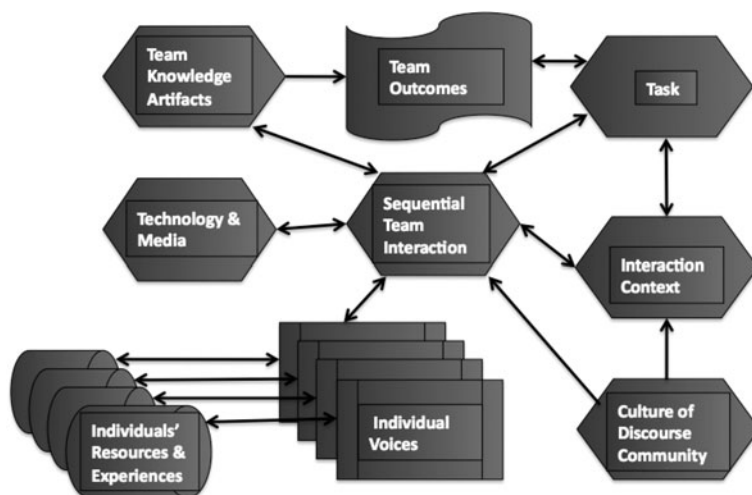 Team
Knowledge
Artifacts
Team
Outcomes
Task
Technology &
Media
Sequential
Team
Interaction
Interaction
Context
Individuals’
Resources &
Experiences
Individual
Voices
Culture of
Discourse
Community